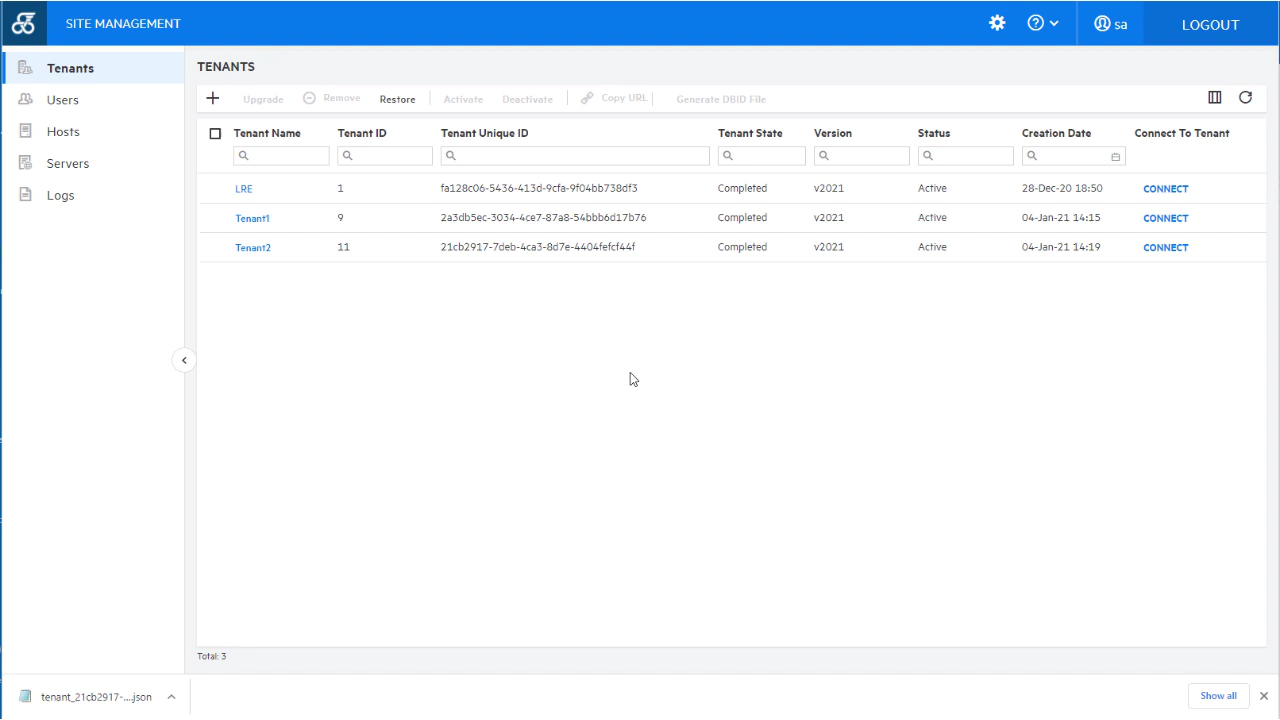 SITE MANAGEMENT
sa
LOGOUT
Tenants
Users
Hosts
Servers
Logs
TENANTS
Upgrade Remove Restore Activate Deactivate Copy URL Generate DBID File
Tenant Name Tenant ID Tenant Unique ID Tenant State Version Status Creation Date Connect To Tenant
LRE 1 fa128c06-5436-413d-9cfa-9f04bb738df3 Completed v2021 Active 28-Dec-20 18:50 CONNECT
Tenant1 9 2a3db5ec-3034-4ce7-87a8-54bbb6d17b76 Completed v2021 Active 04-Jan-21 14:15 CONNECT
Tenant2 11 21cb2917-7deb-4ca3-8d7e-4404fefcf44f Completed v2021 Active 04-Jan-21 14:19 CONNECT
Total: 3
tenant_21cb2917-....json
Show all